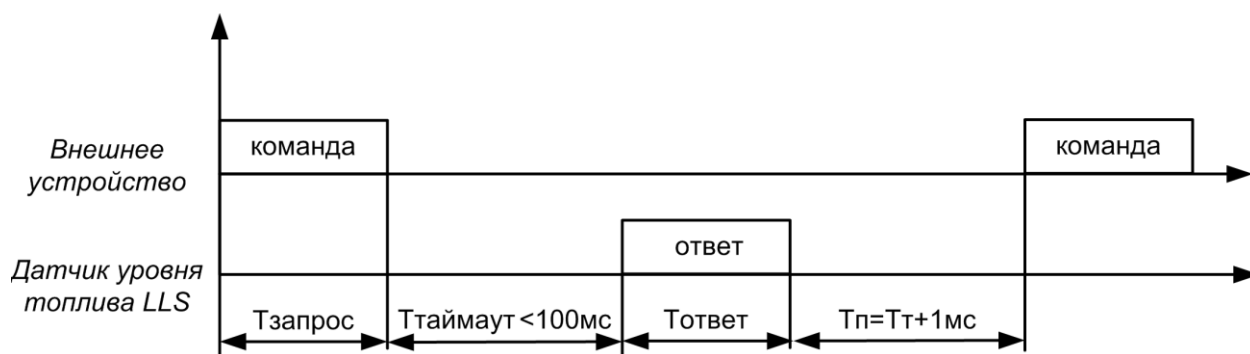 Внешнее
устройство
команда
команда
Датчик уровня
топлива LLS
ответ
Тзапрос
Ттаймаут <100мс
Тответ
Тп=Тт+1мс